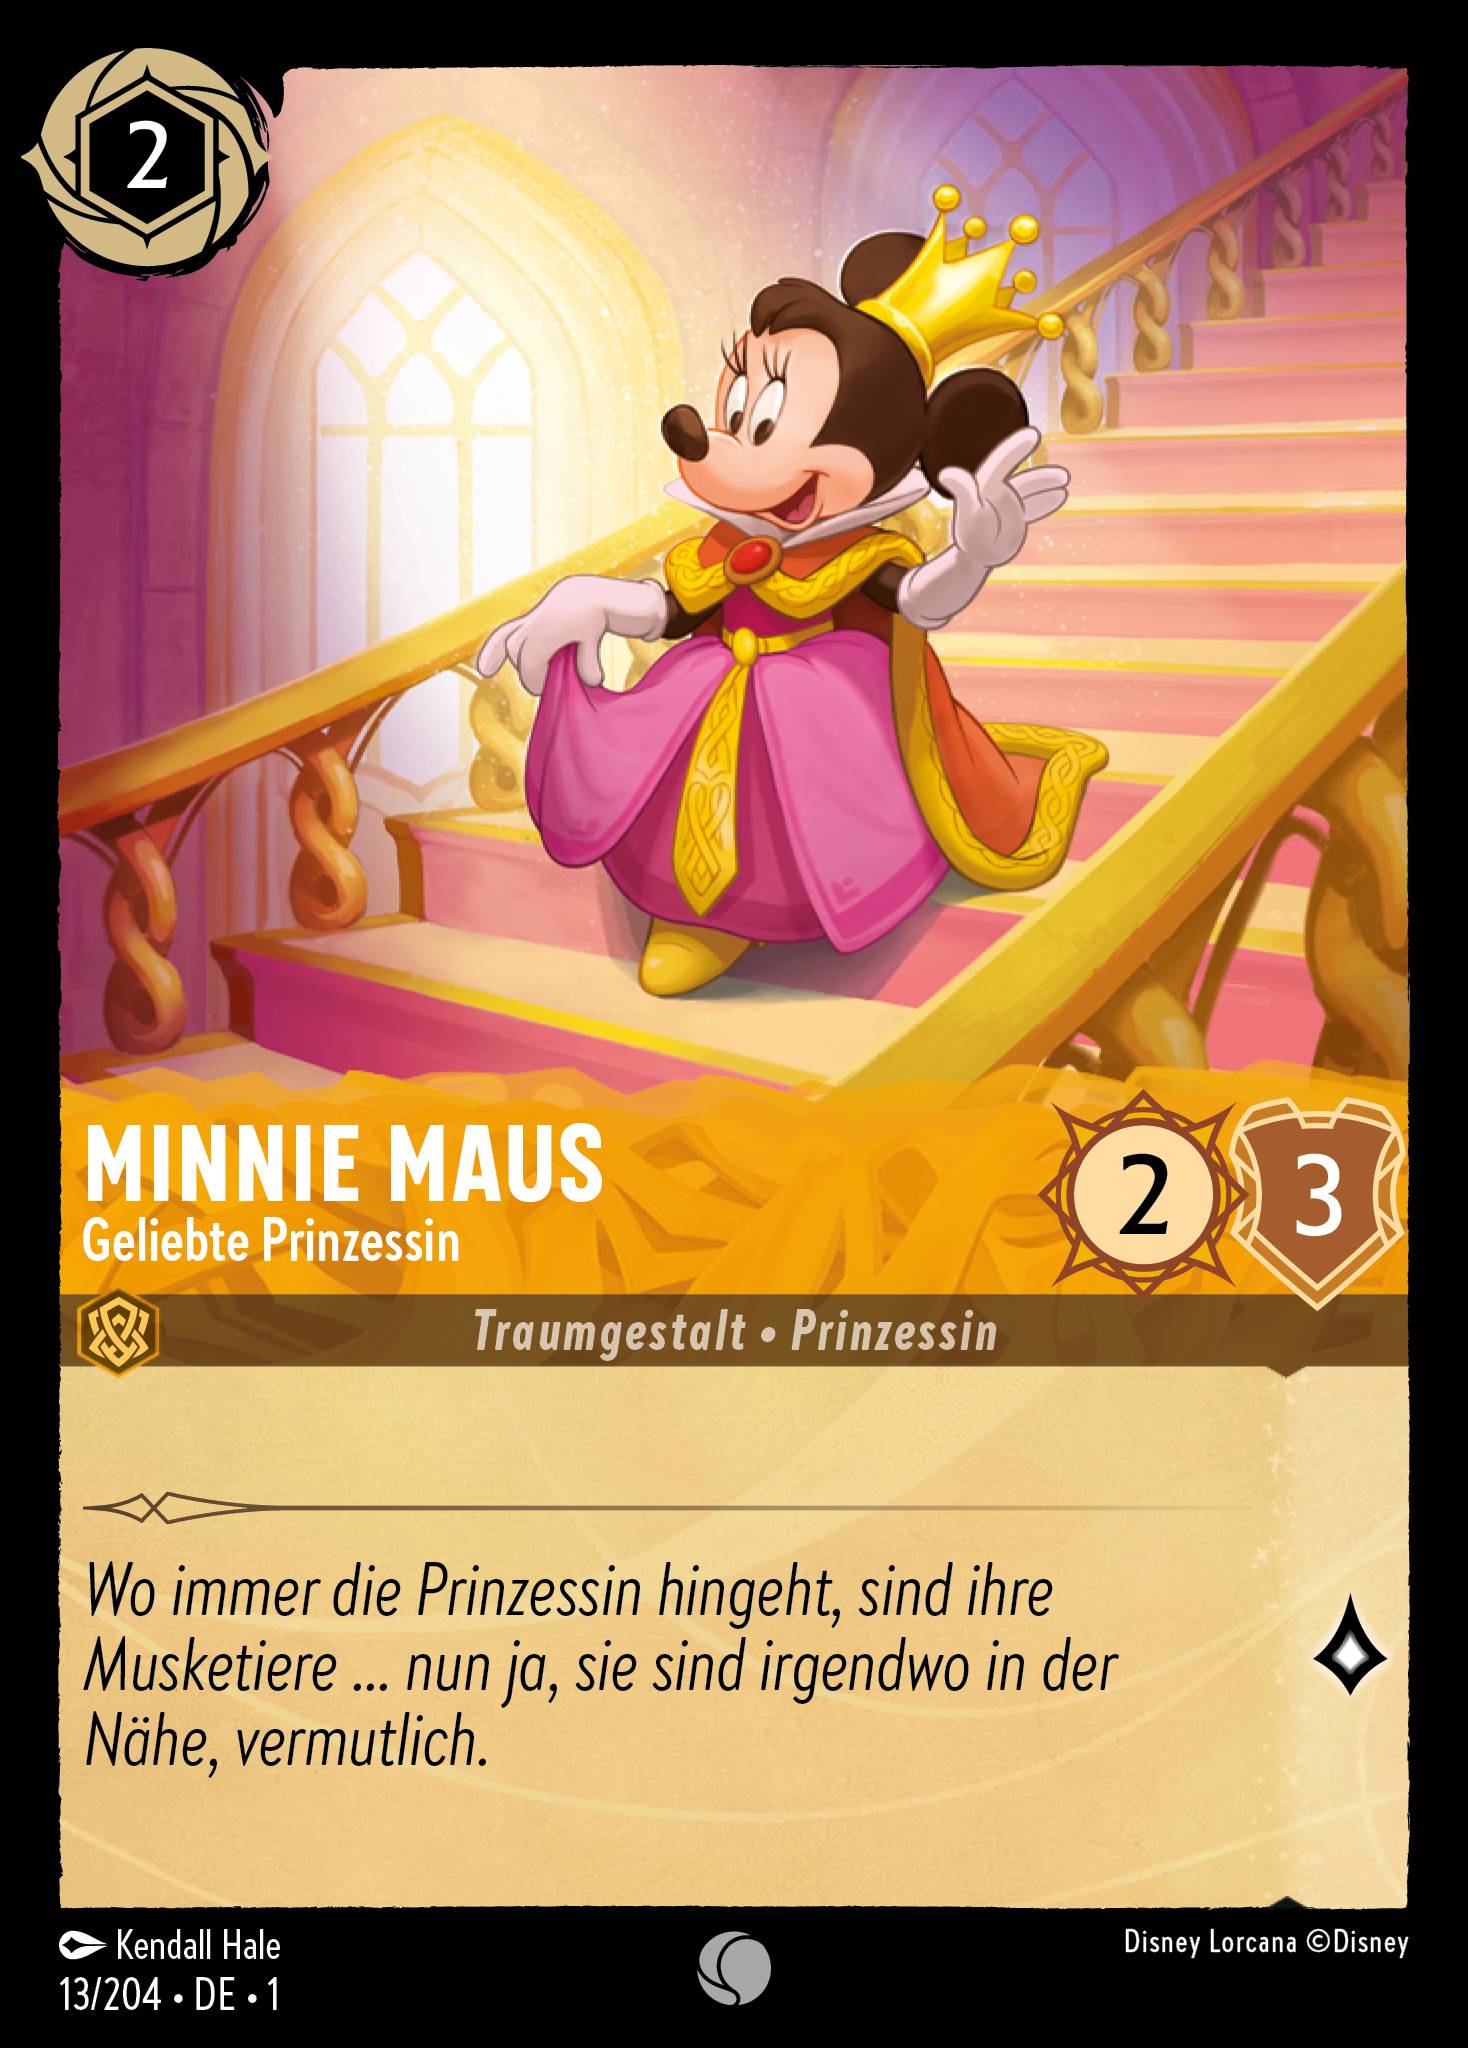 2
MINNIE MAUS
Geliebte Prinzessin
2
3
Traumgestalt • Prinzessin
Wo immer die Prinzessin hingeht, sind ihre
Musketiere ... nun ja, sie sind irgendwo in der
Nähe, vermutlich.
Kendall Hale
13/204 • DE • 1
Disney Lorcana ©Disney